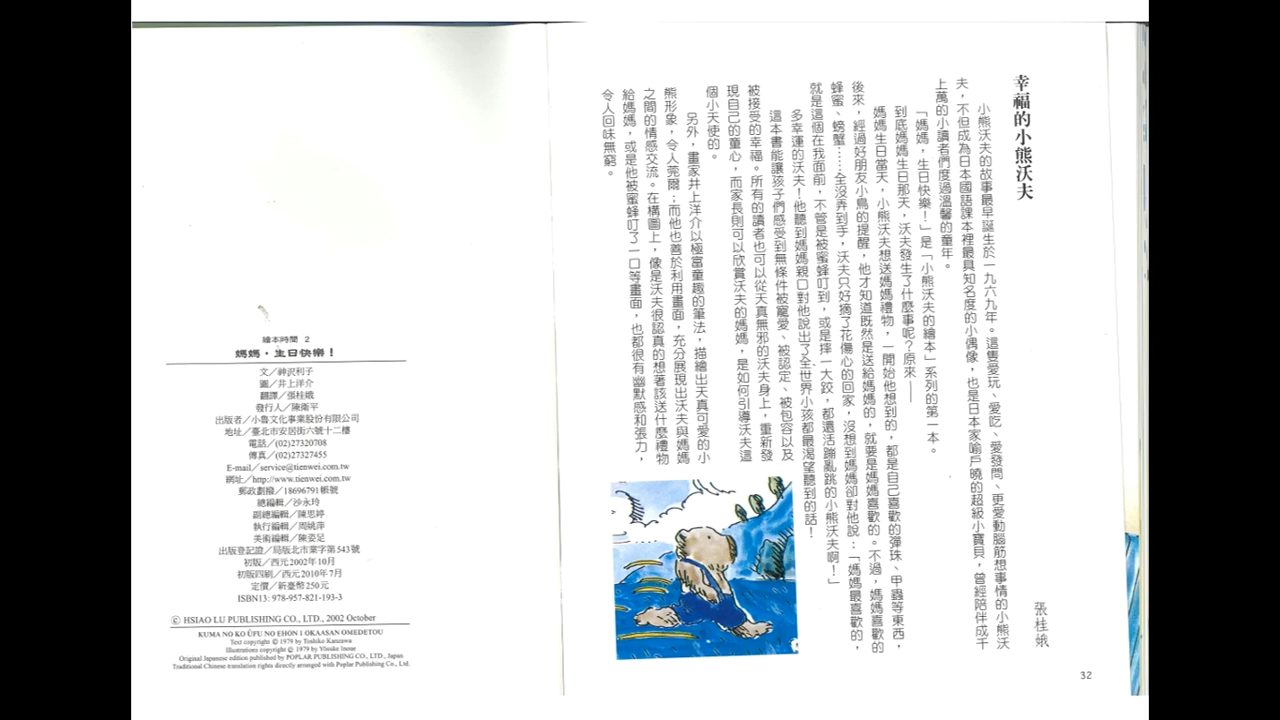 幸福的小熊沃夫
張桂娥
小熊沃夫的故事最早誕生於一九六九年。這隻愛玩、愛吃、愛發問、更愛動腦筋想事情的小熊沃
夫，不但成為日本國語課本裡最具知名度的小偶像，也是日本家喻戶曉的超級小寶貝，曾經陪伴成千
上萬的小讀者們度過溫馨的童年。
「媽媽，生日快樂！」是「小熊沃夫的繪本」系列的第一本。
到底媽媽生日那天，沃夫發生了什麼事呢？原來——
媽媽生日當天，小熊沃夫想送媽媽禮物，一開始他想到的，都是自己喜歡的彈珠、甲蟲等東西，
後來，經過好朋友小鳥的提醒，他才知道既然是送給媽媽的，就要是媽媽喜歡的。不過，媽媽喜歡的
蜂蜜、螃蟹……全沒弄到手，沃夫只好摘了花傷心的回家，沒想到媽媽卻對他說：「媽媽最喜歡的，
就是這個在我面前，不管是被蜜蜂叮到，或是摔一大跤，都還活蹦亂跳的小熊沃夫啊！」
多幸運的沃夫！他聽到媽媽親口對他說出了全世界小孩都最渴望聽到的話！
這本書能讓孩子們感受到無條件被寵愛、被認定、被包容以及
被接受的幸福。所有的讀者也可以從天真無邪的沃夫身上，重新發
現自己的童心，而家長則可以欣賞沃夫的媽媽，是如何引導沃夫這
個小天使的。
另外，畫家井上洋介以極富童趣的筆法，描繪出天真可愛的小
熊形象，令人莞爾；而他也善於利用畫面，充分展現出沃夫與媽媽
之間的情感交流。在構圖上，像是沃夫很認真的想著該送什麼禮物
給媽媽，或是他被蜜蜂叮了一口等畫面，也都很有幽默感和張力，
令人回味無窮。
32
繪本時間 2
媽媽，生日快樂！
文／神沢利子
圖／井上洋介
翻譯／張桂娥
發行人／陳衛平
出版者／小魯文化事業股份有限公司
地址／臺北市安居街六號十二樓
電話／(02)27320708
傳真／(02)27327455
E-mail／service@tienwei.com.tw
網址／http://www.tienwei.com.tw
郵政劃撥／18696791帳號
總編輯／沙永玲
副總編輯／陳思婷
執行編輯／周繞萍
美術編輯／陳姿足
出版登記證／局版北市業字第543號
初版／西元2002年10月
初版四刷／西元2010年7月
定價／新臺幣250元
ISBN13: 978-957-821-193-3
© HSIAO LU PUBLISHING CO., LTD., 2002 October
KUMA NO KO ÛFU NO EHON 1 OKAASAN OMEDETOU
Text copyright © 1979 by Toshiko Kanzawa
Illustrations copyright © 1979 by Yôsuke Inoue
Original Japanese edition published by POPLAR PUBLISHING CO., LTD., Japan
Traditional Chinese translation rights directly arranged with Poplar Publishing Co., Ltd.